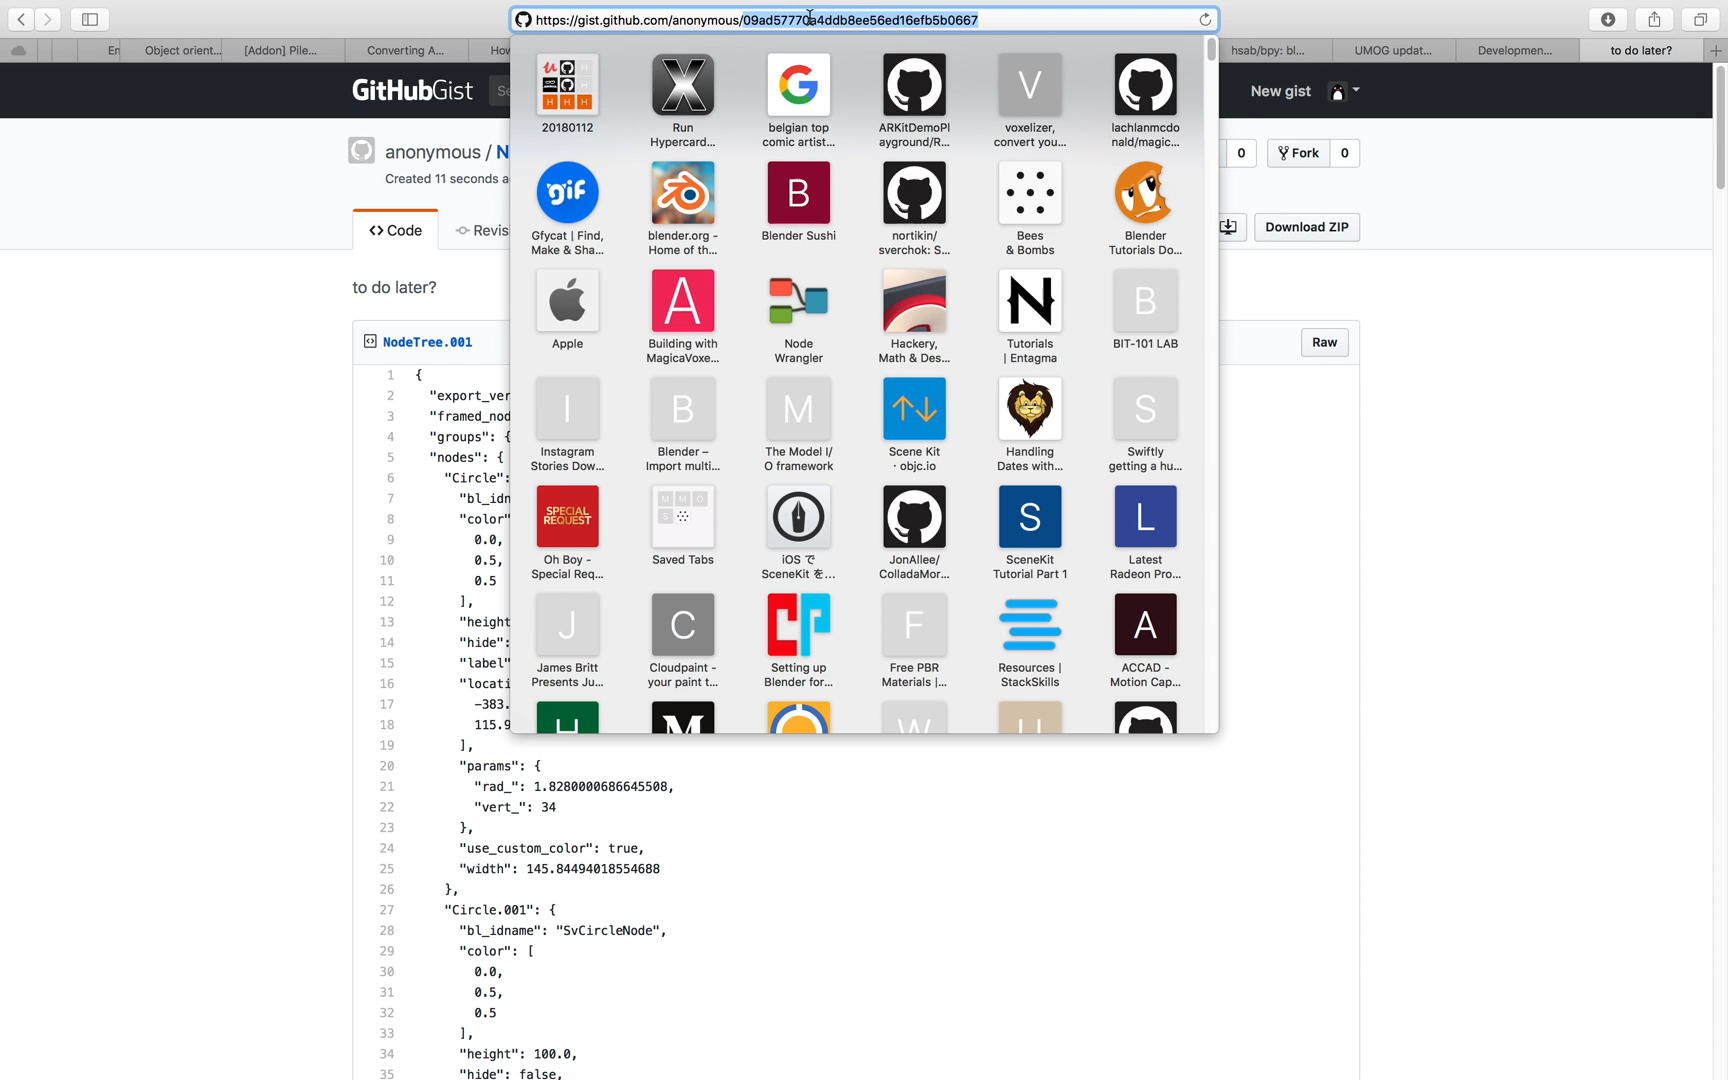 https://gist.github.com/anonymous/09ad57770a4ddb8ee56ed16efb5b0667
En
Object orient...
[Addon] Pile...
Converting A...
How
hsab/bpy: bl...
UMOG updat...
Developmen...
to do later?
GitHubGist
Se
New gist
anonymous / N
Created 11 seconds a
0
Fork
0
<> Code
Revis
Download ZIP
to do later?
NodeTree.001
Raw
20180112
Run
Hypercard...
belgian top
comic artist...
ARKitDemoPl
ayground/R...
V
voxelizer,
convert you...
lachlanmcdo
nald/magic...
gif
Gfycat | Find,
Make & Sha...
blender.org -
Home of th...
B
Blender Sushi
nortikin/
sverchok: S...
Bees
& Bombs
Blender
Tutorials Do...
Apple
A
Building with
MagicaVoxe...
Node
Wrangler
Hackery,
Math & Des...
N
Tutorials
| Entagma
B
BIT-101 LAB
I
Instagram
Stories Dow...
B
Blender –
Import multi...
M
The Model I/
O framework
Scene Kit
· objc.io
Handling
Dates with...
S
Swiftly
getting a hu...
SPECIAL
REQUEST
Oh Boy -
Special Req...
M M O
S
Saved Tabs
iOS で
SceneKit を...
JonAllee/
ColladaMor...
S
SceneKit
Tutorial Part 1
L
Latest
Radeon Pro...
J
James Britt
Presents Ju...
C
Cloudpaint -
your paint t...
Setting up
Blender for...
F
Free PBR
Materials |...
Resources |
StackSkills
A
ACCAD -
Motion Cap...
H
M
W
U
1 {
2 "export_ver
3 "framed_nod
4 "groups": {
5 "nodes": {
6 "Circle":
7 "bl_idn
8 "color"
9 0.0,
10 0.5,
11 0.5
12 ],
13 "height
14 "hide":
15 "label"
16 "locati
17 -383.
18 115.9
19 ],
20 "params": {
21 "rad_": 1.8280000686645508,
22 "vert_": 34
23 },
24 "use_custom_color": true,
25 "width": 145.84494018554688
26 },
27 "Circle.001": {
28 "bl_idname": "SvCircleNode",
29 "color": [
30 0.0,
31 0.5,
32 0.5
33 ],
34 "height": 100.0,
35 "hide": false,